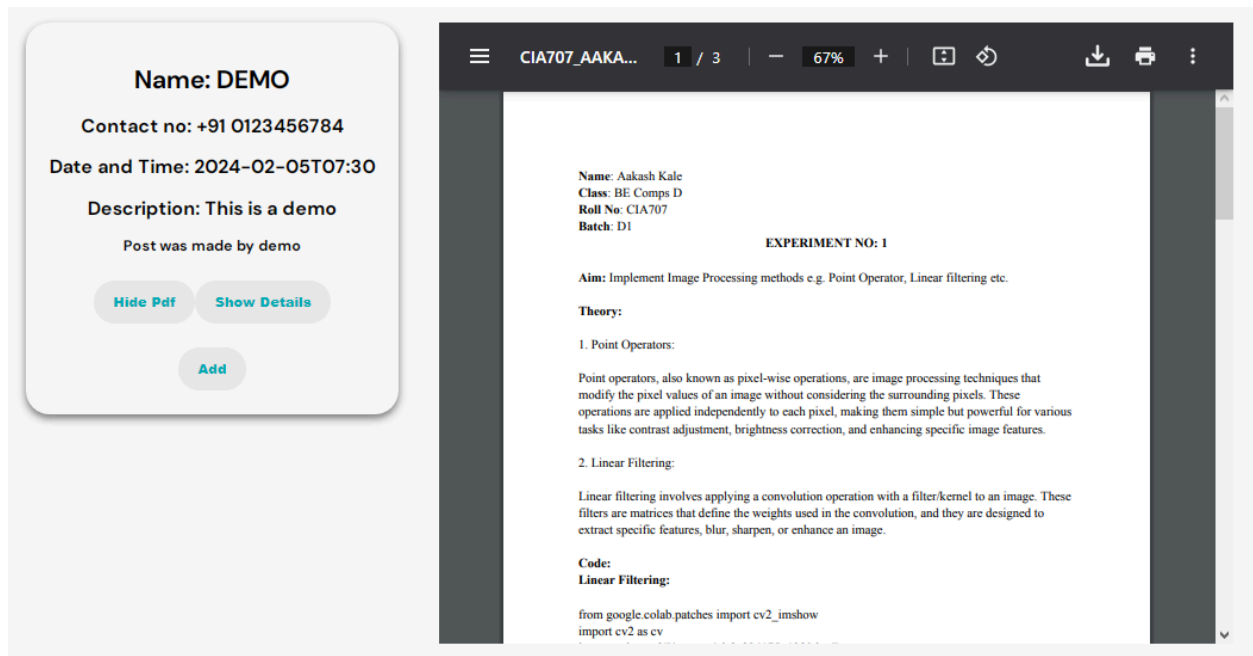 Name: DEMO
Contact no: +91 0123456784
Date and Time: 2024-02-05T07:30
Description: This is a demo
Post was made by demo
Hide Pdf Show Details
Add
CIA707_AAKA... 1 / 3 67%
Name: Aakash Kale
Class: BE Comps D
Roll No: CIA707
Batch: D1
EXPERIMENT NO: 1
Aim: Implement Image Processing methods e.g. Point Operator, Linear filtering etc.
Theory:
1. Point Operators:
Point operators, also known as pixel-wise operations, are image processing techniques that
modify the pixel values of an image without considering the surrounding pixels. These
operations are applied independently to each pixel, making them simple but powerful for various
tasks like contrast adjustment, brightness correction, and enhancing specific image features.
2. Linear Filtering:
Linear filtering involves applying a convolution operation with a filter/kernel to an image. These
filters are matrices that define the weights used in the convolution, and they are designed to
extract specific features, blur, sharpen, or enhance an image.
Code:
Linear Filtering:
from google.colab.patches import cv2_imshow
import cv2 as cv